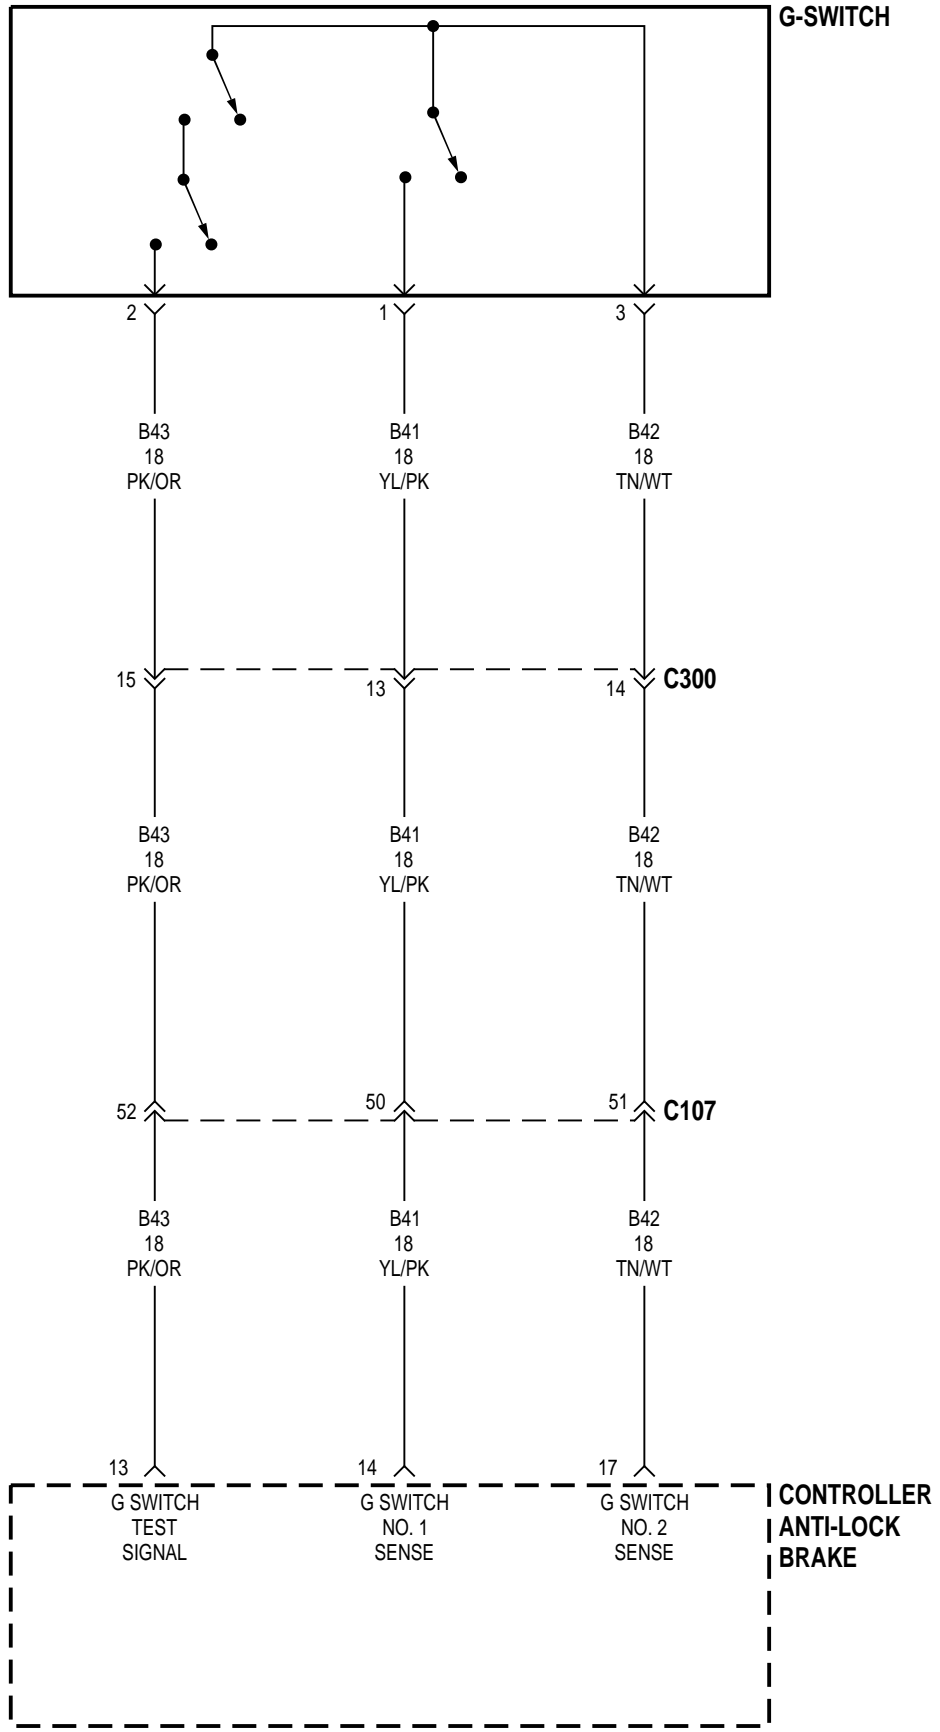 G-SWITCH
2
1
3
B43
18
PK/OR
B41
18
YL/PK
B42
18
TN/WT
15
13
14
C300
B43
18
PK/OR
B41
18
YL/PK
B42
18
TN/WT
52
50
51
C107
B43
18
PK/OR
B41
18
YL/PK
B42
18
TN/WT
13
14
17
G SWITCH
TEST
SIGNAL
G SWITCH
NO. 1
SENSE
G SWITCH
NO. 2
SENSE
CONTROLLER
ANTI-LOCK
BRAKE